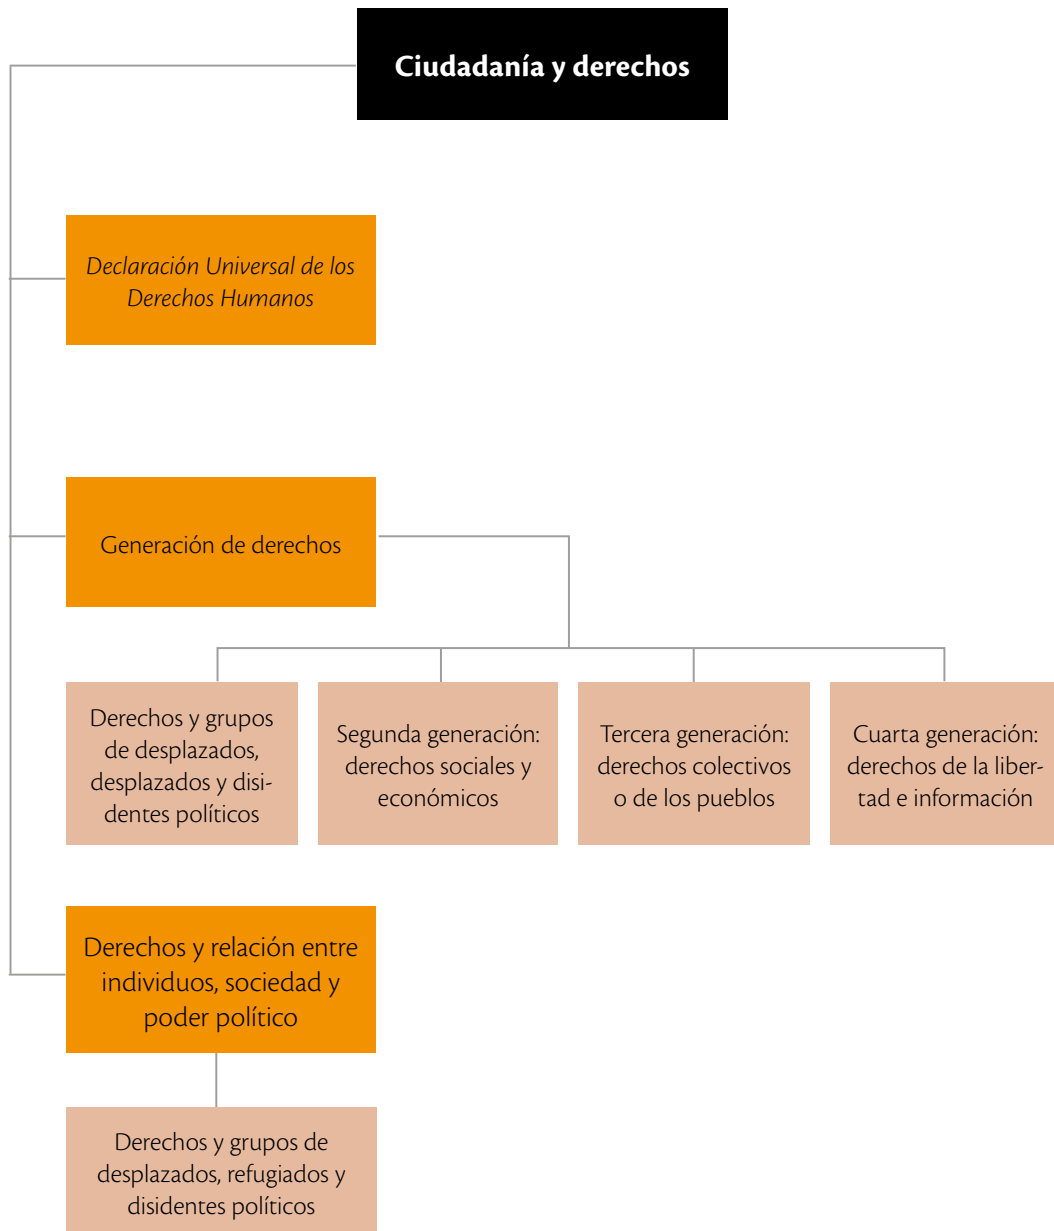 Ciudadanía y derechos
Declaración Universal de los
Derechos Humanos
Generación de derechos
Derechos y grupos
de desplazados,
desplazados y disi-
dentes políticos
Segunda generación:
derechos sociales y
económicos
Tercera generación:
derechos colectivos
o de los pueblos
Cuarta generación:
derechos de la liber-
tad e información
Derechos y relación entre
individuos, sociedad y
poder político
Derechos y grupos de
desplazados, refugiados y
disidentes políticos